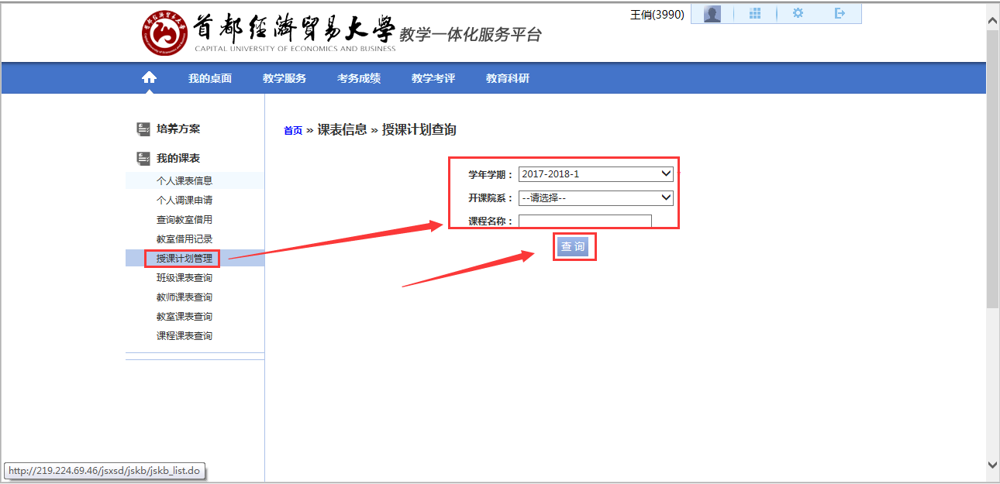 王俏(3990)
首都經濟貿易大學 教学一体化服务平台
CAPITAL UNIVERSITY OF ECONOMICS AND BUSINESS
我的桌面 教学服务 考务成绩 教学考评 教育科研
培养方案
我的课表
个人课表信息
个人调课申请
查询教室借用
教室借用记录
授课计划管理
班级课表查询
教师课表查询
教室课表查询
课程课表查询
首页 » 课表信息 » 授课计划查询
学年学期： 2017-2018-1 *
开课院系： --请选择--
课程名称：
查 询
http://219.224.69.46/jsxsd/jskb/jskb_list.do